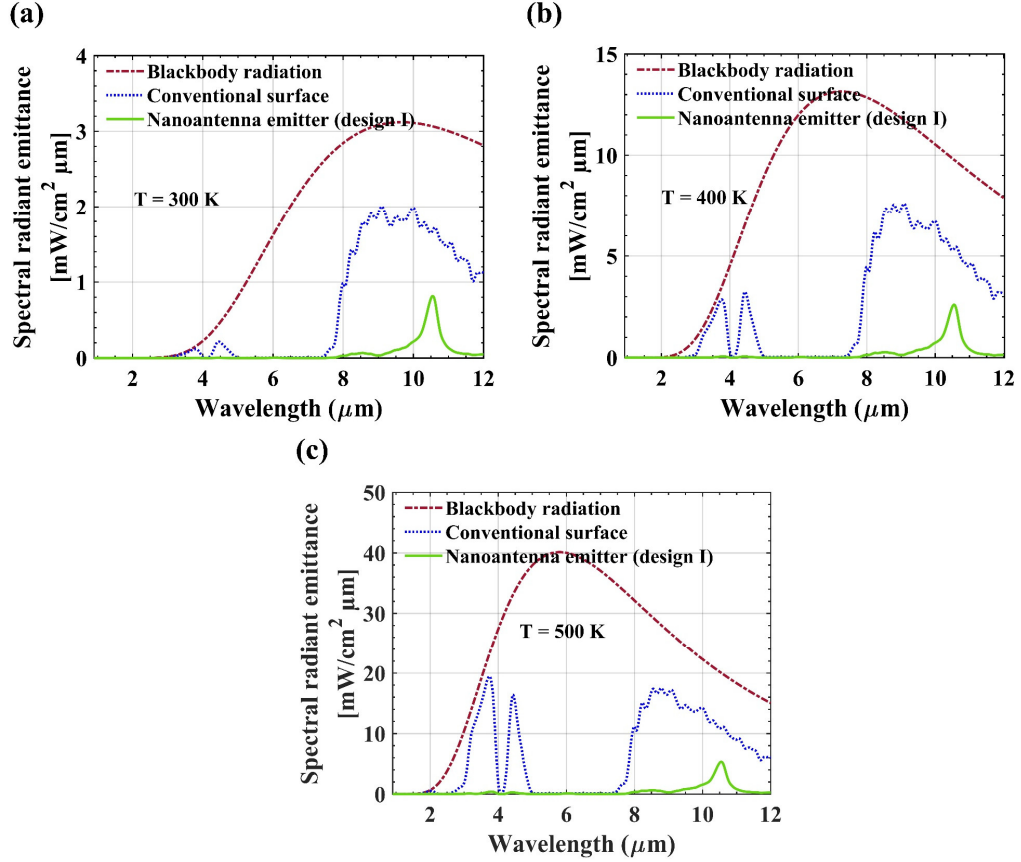 (a)
4
3
2
1
0
Blackbody radiation
Conventional surface
Nanoantenna emitter (design I)
T = 300 K
2 4 6 8 10 12
Wavelength (μm)
Spectral radiant emittance
[mW/cm² μm]
(b)
15
10
5
0
Blackbody radiation
Conventional surface
Nanoantenna emitter (design I)
T = 400 K
2 4 6 8 10 12
Wavelength (μm)
Spectral radiant emittance
[mW/cm² μm]
(c)
50
40
30
20
10
0
Blackbody radiation
Conventional surface
Nanoantenna emitter (design I)
T = 500 K
2 4 6 8 10 12
Wavelength (μm)
Spectral radiant emittance
[mW/cm² μm]